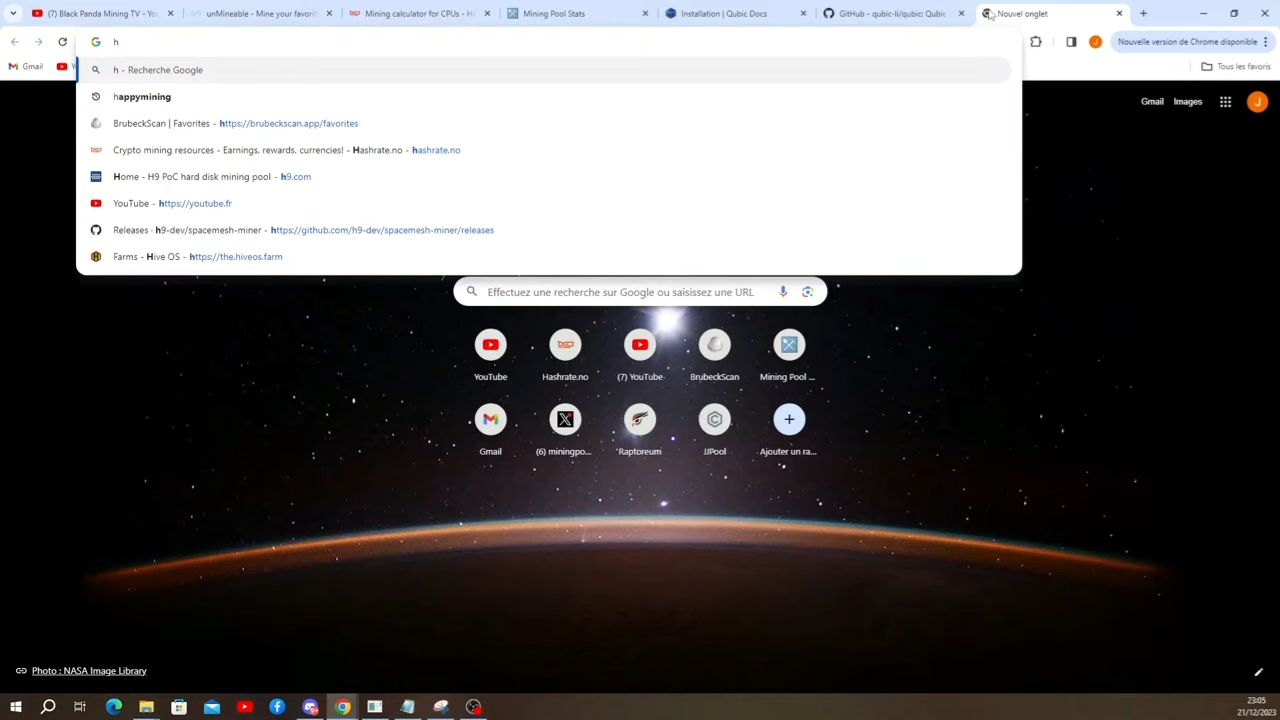 (7) Black Panda Mining TV - You
unMineable - Mine your favorit
Mining calculator for CPUs - H
Mining Pool Stats
Installation | Qubic Docs
GitHub - qubic-li/qubic: Qubic
Nouvel onglet
h
J
Nouvelle version de Chrome disponible
Gmail
Tous les favoris
h - Recherche Google
happymining
BrubeckScan | Favorites - https://brubeckscan.app/favorites
Crypto mining resources - Earnings, rewards, currencies! - Hashrate.no - hashrate.no
Home - H9 PoC hard disk mining pool - h9.com
YouTube - https://youtube.fr
Releases · h9-dev/spacemesh-miner - https://github.com/h9-dev/spacemesh-miner/releases
Farms - Hive OS - https://the.hiveos.farm
Gmail Images J
Effectuez une recherche sur Google ou saisissez une URL
YouTube Hashrate.no (7) YouTube BrubeckScan Mining Pool ...
Gmail (6) miningpo... Raptoreum JJPool Ajouter un ra...
Photo : NASA Image Library
23:05
21/12/2023